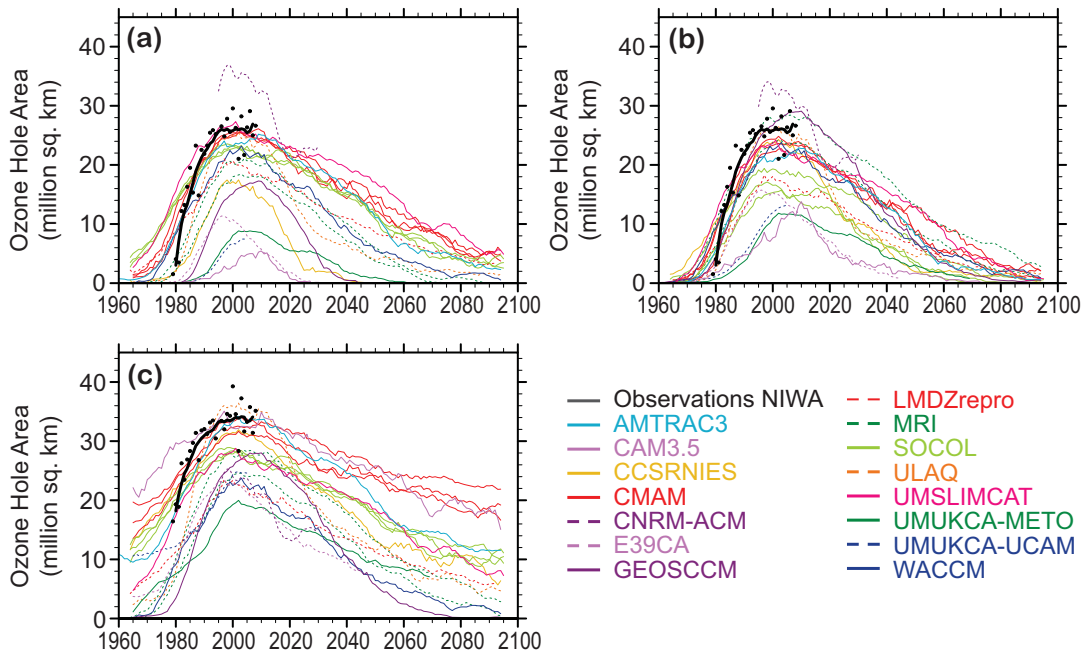 (a)
Ozone Hole Area
(million sq. km)
40
30
20
10
0
1960 1980 2000 2020 2040 2060 2080 2100
(b)
Ozone Hole Area
(million sq. km)
40
30
20
10
0
1960 1980 2000 2020 2040 2060 2080 2100
(c)
Ozone Hole Area
(million sq. km)
40
30
20
10
0
1960 1980 2000 2020 2040 2060 2080 2100
Observations NIWA
AMTRAC3
CAM3.5
CCSRNIES
CMAM
CNRM-ACM
E39CA
GEOSCCM
LMDZrepro
MRI
SOCOL
ULAQ
UMSLIMCAT
UMUKCA-METO
UMUKCA-UCAM
WACCM